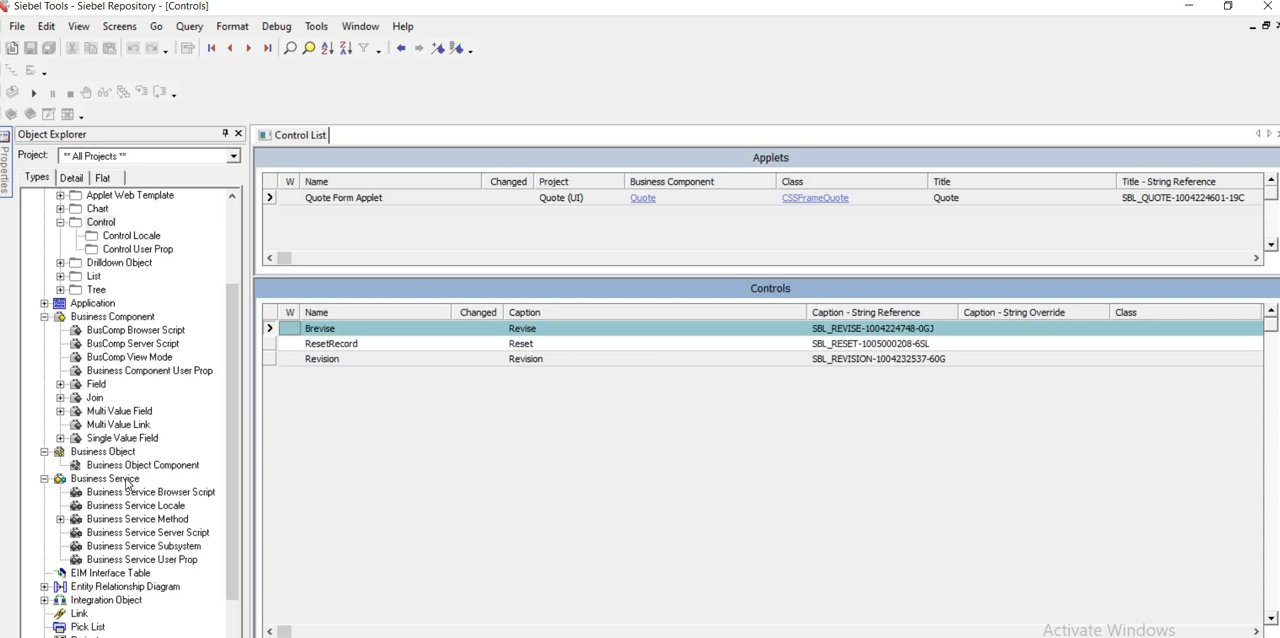 Siebel Tools - Siebel Repository - [Controls]
File Edit View Screens Go Query Format Debug Tools Window Help
Object Explorer
Properties
Project: ** All Projects **
Types Detail Flat
Applet Web Template
Chart
Control
Control Locale
Control User Prop
Drilldown Object
List
Tree
Application
Business Component
BusComp Browser Script
BusComp Server Script
BusComp View Mode
Business Component User Prop
Field
Join
Multi Value Field
Multi Value Link
Single Value Field
Business Object
Business Object Component
Business Service
Business Service Browser Script
Business Service Locale
Business Service Method
Business Service Server Script
Business Service Subsystem
Business Service User Prop
EIM Interface Table
Entity Relationship Diagram
Integration Object
Link
Pick List
Control List
Applets
W Name Changed Project Business Component Class Title Title - String Reference
Quote Form Applet Quote (UI) Quote CSSFrameQuote Quote SBL_QUOTE-1004224601-19C
Controls
W Name Changed Caption Caption - String Reference Caption - String Override Class
Brevise Revise SBL_REVISE-1004224748-0GJ
ResetRecord Reset SBL_RESET-1005000208-6SL
Revision Revision SBL_REVISION-1004232537-60G
Activate Windows